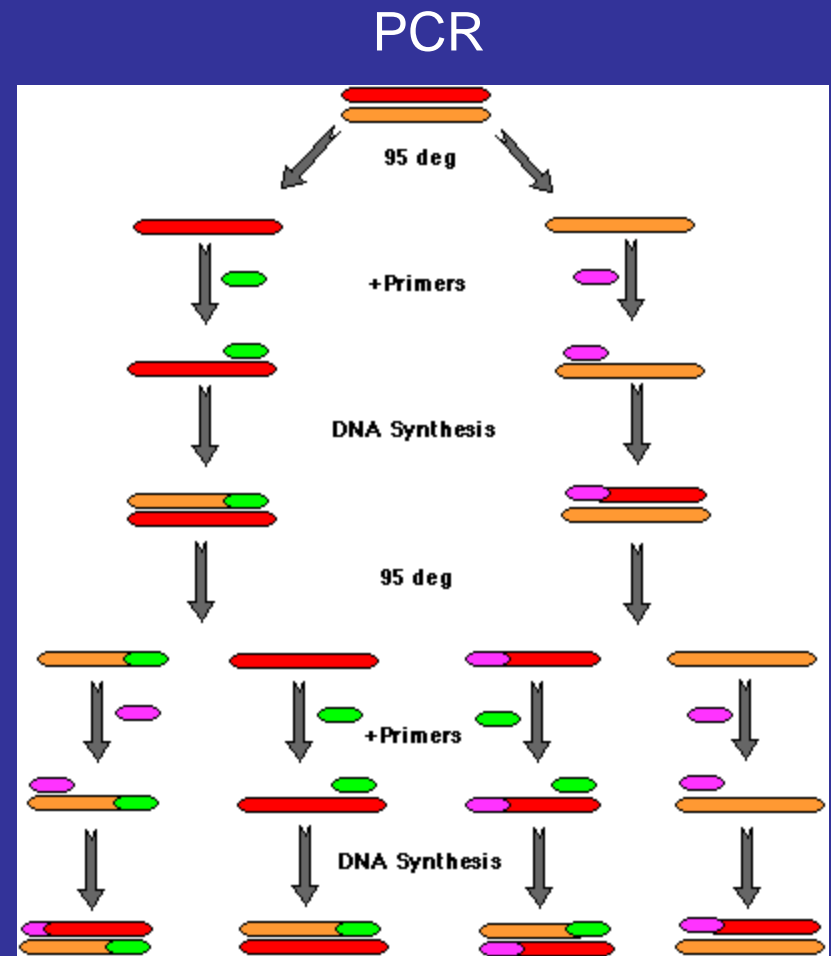 PCR
95 deg
+Primers
DNA Synthesis
95 deg
+Primers
DNA Synthesis